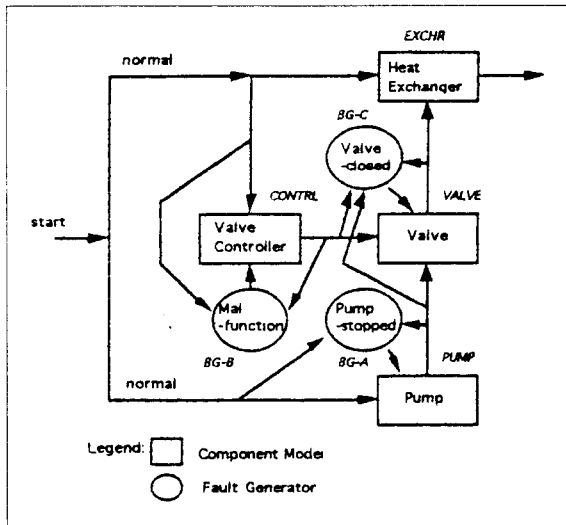 EXCHR
normal
Heat
Exchanger
BG-C
Valve
-closed
CONTRL
VALVE
start
Valve
Controller
Valve
Mal
-function
Pump
-stopped
BG-B
BG-A
PUMP
normal
Pump
Legend:
Component Model
Fault Generator